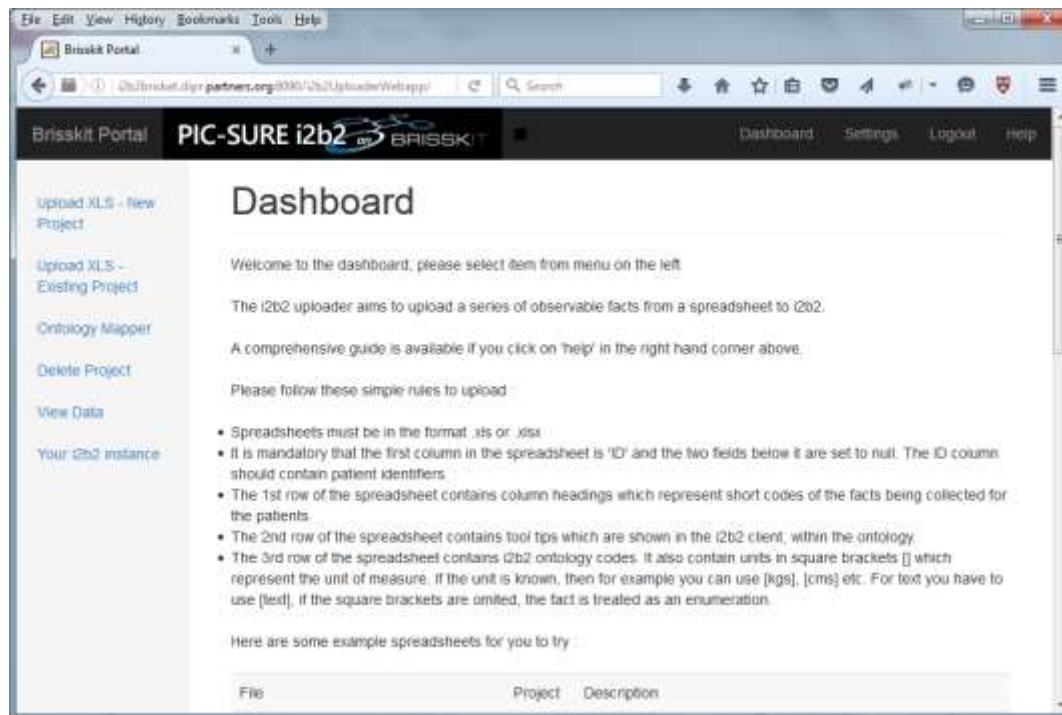 File Edit View History Bookmarks Tools Help
Brisskit Portal
partners.org:8080/i2b2UploaderWebapp/
Search
Brisskit Portal
PIC-SURE i2b2 on BRISSKIT
Dashboard Settings Logout Help
Upload XLS - New
Project
Upload XLS -
Existing Project
Ontology Mapper
Delete Project
View Data
Your i2b2 instance
Dashboard
Welcome to the dashboard, please select item from menu on the left
The i2b2 uploader aims to upload a series of observable facts from a spreadsheet to i2b2.
A comprehensive guide is available if you click on 'help' in the right hand corner above.
Please follow these simple rules to upload :
• Spreadsheets must be in the format .xls or .xlsx
• It is mandatory that the first column in the spreadsheet is 'ID' and the two fields below it are set to null. The ID column
should contain patient identifiers
• The 1st row of the spreadsheet contains column headings which represent short codes of the facts being collected for
the patients
• The 2nd row of the spreadsheet contains tool tips which are shown in the i2b2 client, within the ontology.
• The 3rd row of the spreadsheet contains i2b2 ontology codes. It also contain units in square brackets [] which
represent the unit of measure. If the unit is known, then for example you can use [kgs], [cms] etc. For text you have to
use [text], if the square brackets are omited, the fact is treated as an enumeration.
Here are some example spreadsheets for you to try :
File Project Description